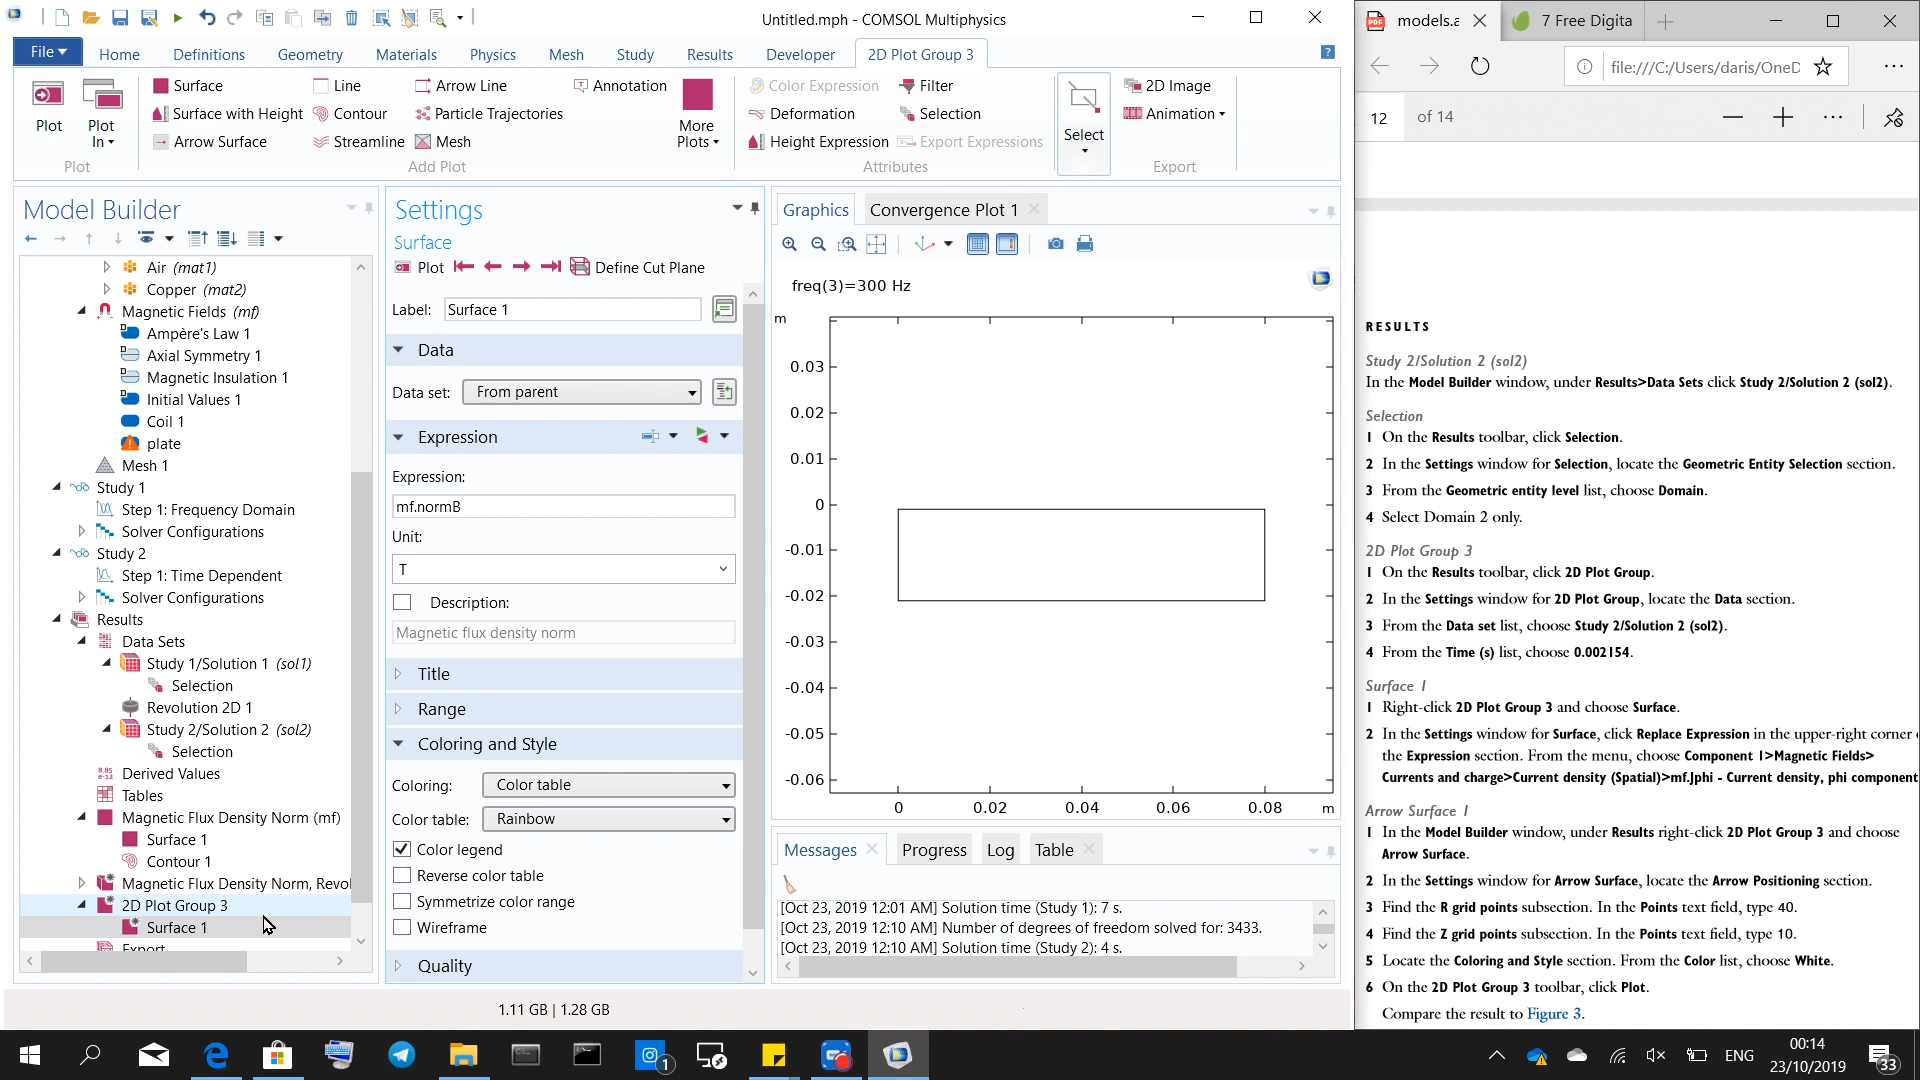 Untitled.mph - COMSOL Multiphysics
File
Home
Definitions
Geometry
Materials
Physics
Mesh
Study
Results
Developer
2D Plot Group 3
Plot
Plot In
Plot
Surface
Surface with Height
Arrow Surface
Line
Contour
Streamline
Arrow Line
Particle Trajectories
Mesh
Annotation
More Plots
Add Plot
Color Expression
Deformation
Height Expression
Filter
Selection
Export Expressions
Attributes
Select
2D Image
Animation
Export
Model Builder
Air (mat1)
Copper (mat2)
Magnetic Fields (mf)
Ampère's Law 1
Axial Symmetry 1
Magnetic Insulation 1
Initial Values 1
Coil 1
plate
Mesh 1
Study 1
Step 1: Frequency Domain
Solver Configurations
Study 2
Step 1: Time Dependent
Solver Configurations
Results
Data Sets
Study 1/Solution 1 (sol1)
Selection
Revolution 2D 1
Study 2/Solution 2 (sol2)
Selection
Derived Values
Tables
Magnetic Flux Density Norm (mf)
Surface 1
Contour 1
Magnetic Flux Density Norm, Revol
2D Plot Group 3
Surface 1
Export
Settings
Surface
Plot
Define Cut Plane
Label: Surface 1
Data
Data set: From parent
Expression
Expression:
mf.normB
Unit:
T
Description:
Magnetic flux density norm
Title
Range
Coloring and Style
Coloring: Color table
Color table: Rainbow
Color legend
Reverse color table
Symmetrize color range
Wireframe
Quality
Graphics
Convergence Plot 1
freq(3)=300 Hz
m
0.03
0.02
0.01
0
-0.01
-0.02
-0.03
-0.04
-0.05
-0.06
0 0.02 0.04 0.06 0.08 m
Messages
Progress
Log
Table
[Oct 23, 2019 12:01 AM] Solution time (Study 1): 7 s.
[Oct 23, 2019 12:10 AM] Number of degrees of freedom solved for: 3433.
[Oct 23, 2019 12:10 AM] Solution time (Study 2): 4 s.
1.11 GB | 1.28 GB
models.a
7 Free Digita
file:///C:/Users/daris/OneD
12 of 14
RESULTS
Study 2/Solution 2 (sol2)
In the Model Builder window, under Results>Data Sets click Study 2/Solution 2 (sol2).
Selection
1 On the Results toolbar, click Selection.
2 In the Settings window for Selection, locate the Geometric Entity Selection section.
3 From the Geometric entity level list, choose Domain.
4 Select Domain 2 only.
2D Plot Group 3
1 On the Results toolbar, click 2D Plot Group.
2 In the Settings window for 2D Plot Group, locate the Data section.
3 From the Data set list, choose Study 2/Solution 2 (sol2).
4 From the Time (s) list, choose 0.002154.
Surface 1
1 Right-click 2D Plot Group 3 and choose Surface.
2 In the Settings window for Surface, click Replace Expression in the upper-right corner o
the Expression section. From the menu, choose Component 1>Magnetic Fields>
Currents and charge>Current density (Spatial)>mf.Jphi - Current density, phi component
Arrow Surface 1
1 In the Model Builder window, under Results right-click 2D Plot Group 3 and choose
Arrow Surface.
2 In the Settings window for Arrow Surface, locate the Arrow Positioning section.
3 Find the R grid points subsection. In the Points text field, type 40.
4 Find the Z grid points subsection. In the Points text field, type 10.
5 Locate the Coloring and Style section. From the Color list, choose White.
6 On the 2D Plot Group 3 toolbar, click Plot.
Compare the result to Figure 3.
1
ENG
00:14
23/10/2019
33